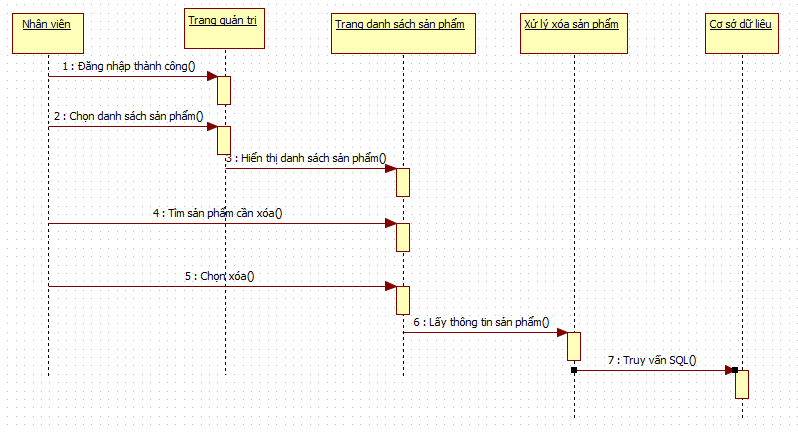 Nhân viên
Trang quản trị
Trang danh sách sản phẩm
Xử lý xóa sản phẩm
Cơ sở dữ liệu
1 : Đăng nhập thành công()
2 : Chọn danh sách sản phẩm()
3 : Hiển thị danh sách sản phẩm()
4 : Tìm sản phẩm cần xóa()
5 : Chọn xóa()
6 : Lấy thông tin sản phẩm()
7 : Truy vấn SQL()